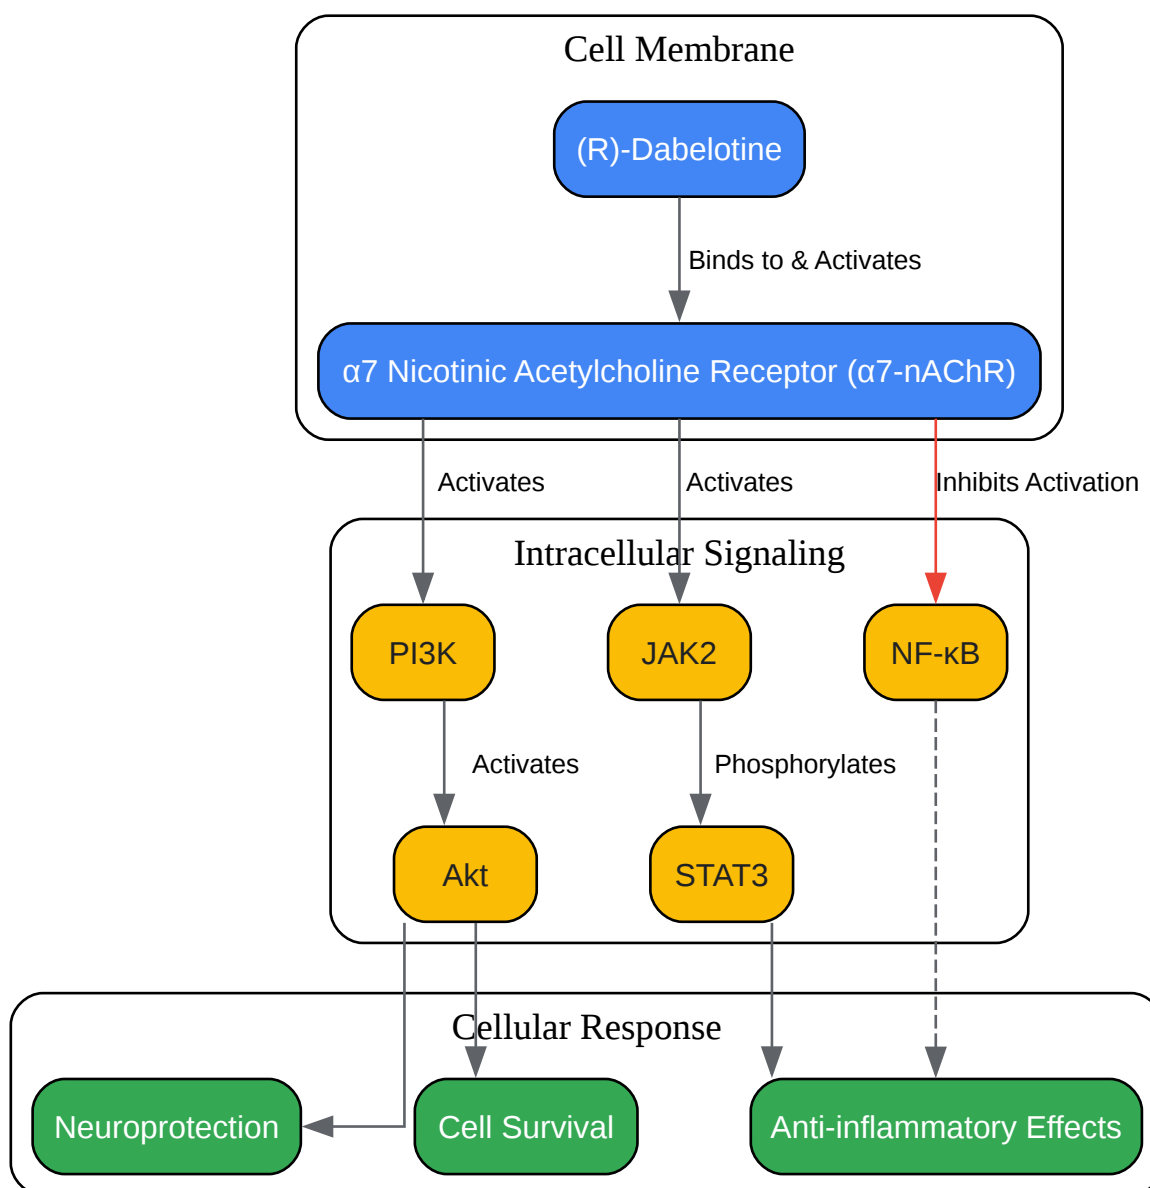 Cell Membrane
(R)-Dabelotine
Binds to & Activates
α7 Nicotinic Acetylcholine Receptor (α7-nAChR)
Activates
Activates
Inhibits Activation
Intracellular Signaling
PI3K
JAK2
NF-κB
Activates
Phosphorylates
Akt
STAT3
Cellular Response
Neuroprotection
Cell Survival
Anti-inflammatory Effects